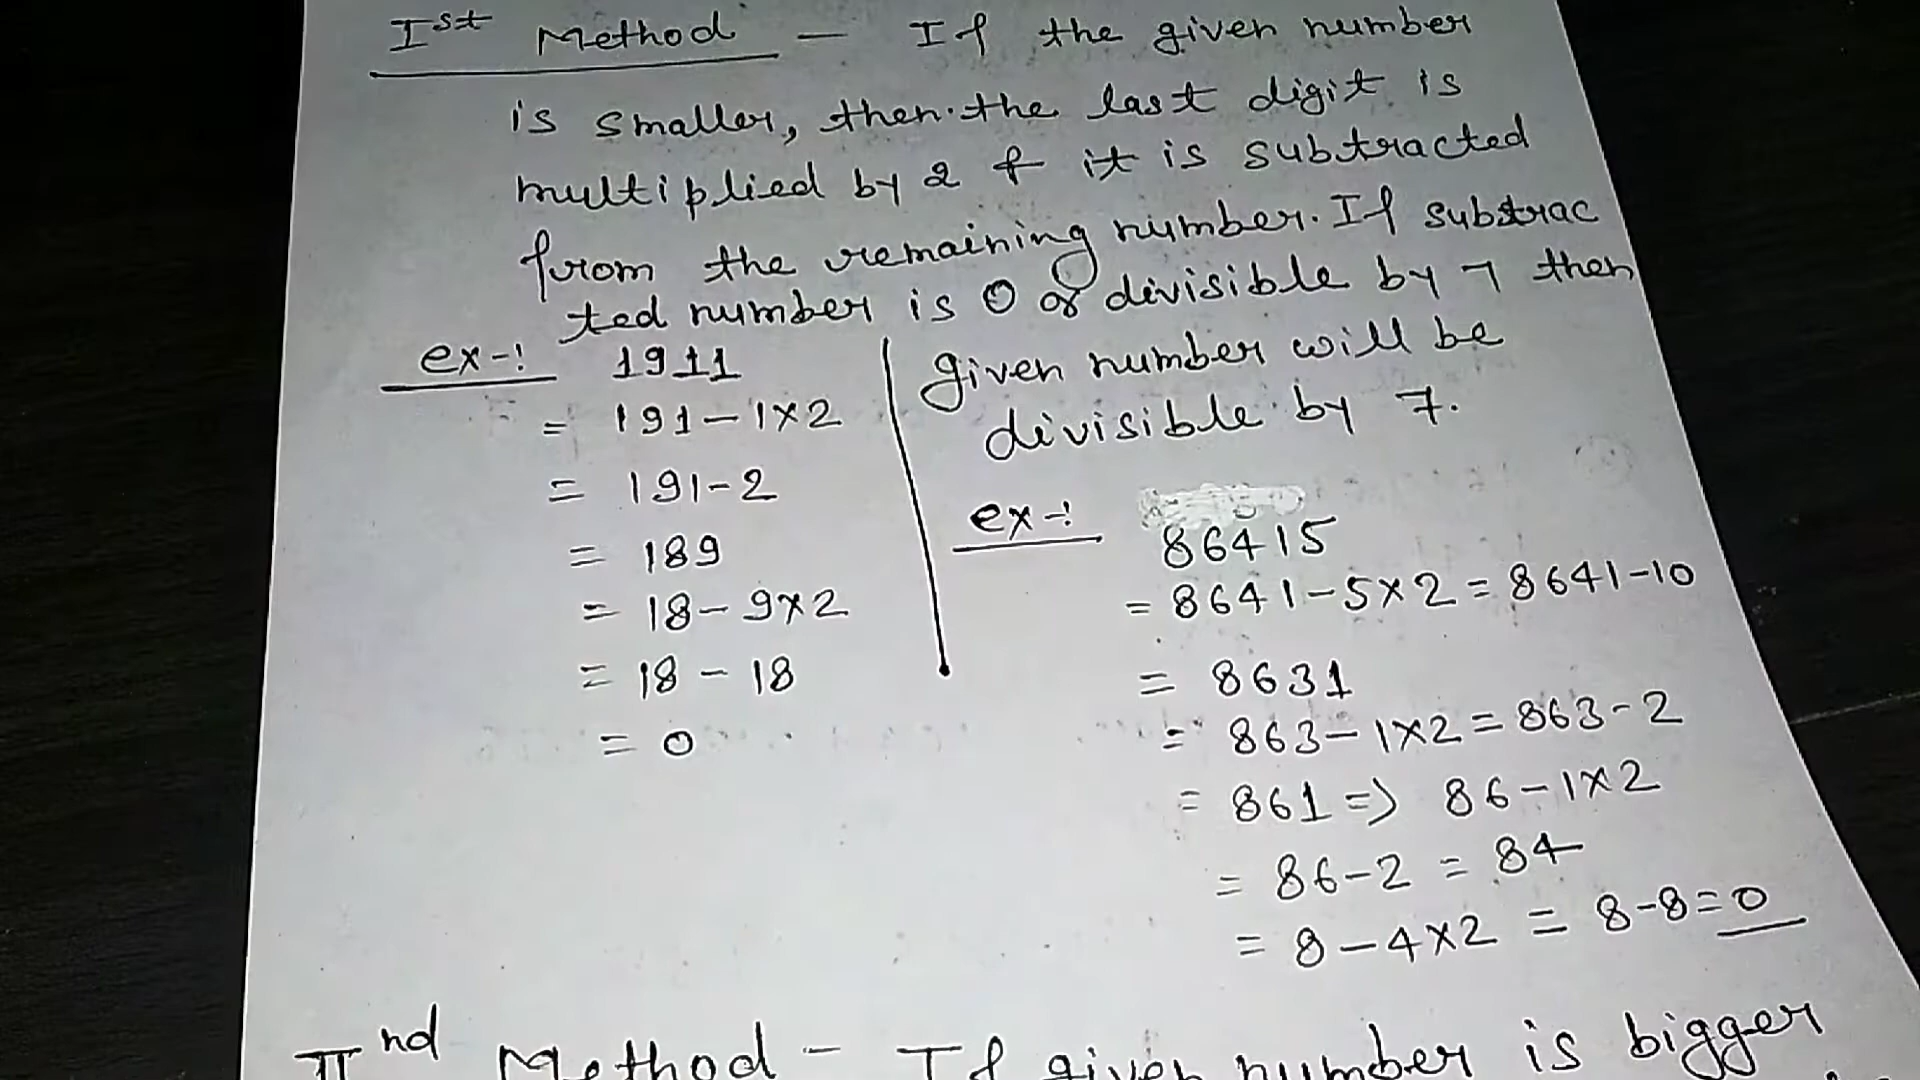 Ist Method — If the given number
is smaller, then the last digit is
multiplied by 2 & it is subtracted
from the remaining number. If subtrac
ted number is 0 or divisible by 7 then
given number will be
divisible by 7.
ex-: 1911
= 191-1×2
= 191-2
= 189
= 18-9×2
= 18-18
= 0
ex-: 86415
= 8641-5×2 = 8641-10
= 8631
= 863-1×2 = 863-2
= 861 => 86-1×2
= 86-2 = 84
= 8-4×2 = 8-8=0
IInd Method - If given number is bigger